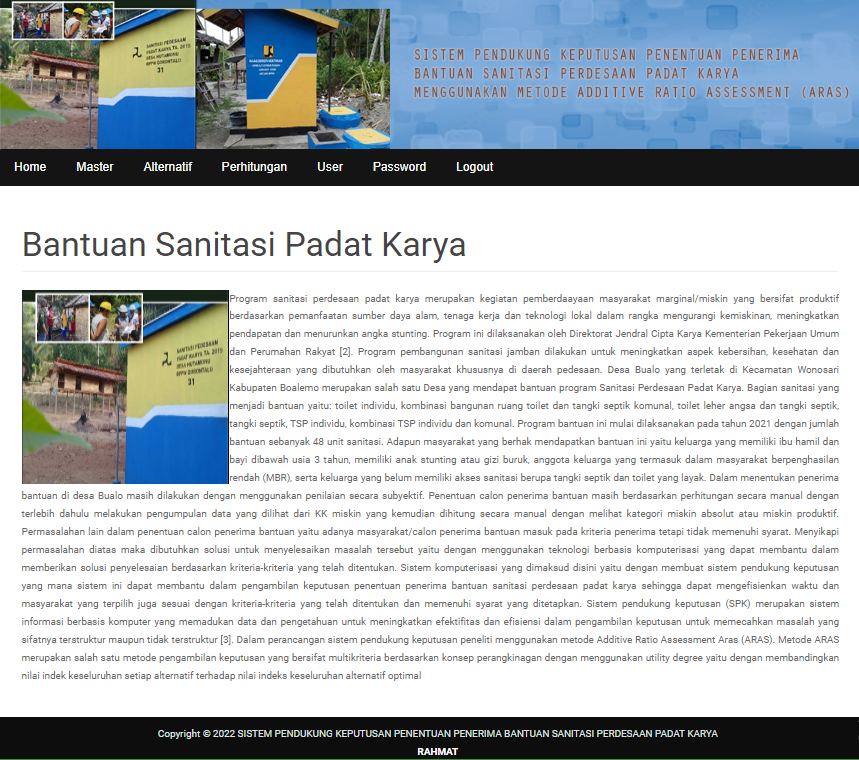 SANITASI PEDESAAN
PADAT KARYA TA. 2019
DESA HUTAMONU
BPPW GORONTALO
31
SISTEM PENDUKUNG KEPUTUSAN PENENTUAN PENERIMA
BANTUAN SANITASI PERDESAAN PADAT KARYA
MENGGUNAKAN METODE ADDITIVE RATIO ASSESSMENT (ARAS)
Home Master Alternatif Perhitungan User Password Logout
Bantuan Sanitasi Padat Karya
SANITASI PEDESAAN
PADAT KARYA TA. 2019
DESA HUTAMONU
BPPW GORONTALO
31
Program sanitasi perdesaan padat karya merupakan kegiatan pemberdaayaan masyarakat marginal/miskin yang bersifat produktif
berdasarkan pemanfaatan sumber daya alam, tenaga kerja dan teknologi lokal dalam rangka mengurangi kemiskinan, meningkatkan
pendapatan dan menurunkan angka stunting. Program ini dilaksanakan oleh Direktorat Jendral Cipta Karya Kementerian Pekerjaan Umum
dan Perumahan Rakyat [2]. Program pembangunan sanitasi jamban dilakukan untuk meningkatkan aspek kebersihan, kesehatan dan
kesejahteraan yang dibutuhkan oleh masyarakat khususnya di daerah pedesaan. Desa Bualo yang terletak di Kecamatan Wonosari
Kabupaten Boalemo merupakan salah satu Desa yang mendapat bantuan program Sanitasi Perdesaan Padat Karya. Bagian sanitasi yang
menjadi bantuan yaitu: toilet individu, kombinasi bangunan ruang toilet dan tangki septik komunal, toilet leher angsa dan tangki septik,
tangki septik, TSP individu, kombinasi TSP individu dan komunal. Program bantuan ini mulai dilaksanakan pada tahun 2021 dengan jumlah
bantuan sebanyak 48 unit sanitasi. Adapun masyarakat yang berhak mendapatkan bantuan ini yaitu keluarga yang memiliki ibu hamil dan
bayi dibawah usia 3 tahun, memiliki anak stunting atau gizi buruk, anggota keluarga yang termasuk dalam masyarakat berpenghasilan
rendah (MBR), serta keluarga yang belum memiliki akses sanitasi berupa tangki septik dan toilet yang layak. Dalam menentukan penerima
bantuan di desa Bualo masih dilakukan dengan menggunakan penilaian secara subyektif. Penentuan calon penerima bantuan masih berdasarkan perhitungan secara manual dengan
terlebih dahulu melakukan pengumpulan data yang dilihat dari KK miskin yang kemudian dihitung secara manual dengan melihat kategori miskin absolut atau miskin produktif.
Permasalahan lain dalam penentuan calon penerima bantuan yaitu adanya masyarakat/calon penerima bantuan masuk pada kriteria penerima tetapi tidak memenuhi syarat. Menyikapi
permasalahan diatas maka dibutuhkan solusi untuk menyelesaikan masalah tersebut yaitu dengan menggunakan teknologi berbasis komputerisasi yang dapat membantu dalam
memberikan solusi penyelesaian berdasarkan kriteria-kriteria yang telah ditentukan. Sistem komputerisasi yang dimaksud disini yaitu dengan membuat sistem pendukung keputusan
yang mana sistem ini dapat membantu dalam pengambilan keputusan penentuan penerima bantuan sanitasi perdesaan padat karya sehingga dapat mengefisienkan waktu dan
masyarakat yang terpilih juga sesuai dengan kriteria-kriteria yang telah ditentukan dan memenuhi syarat yang ditetapkan. Sistem pendukung keputusan (SPK) merupakan sistem
informasi berbasis komputer yang memadukan data dan pengetahuan untuk meningkatkan efektifitas dan efisiensi dalam pengambilan keputusan untuk memecahkan masalah yang
sifatnya terstruktur maupun tidak terstruktur [3]. Dalam perancangan sistem pendukung keputusan peneliti menggunakan metode Additive Ratio Assessment Aras (ARAS). Metode ARAS
merupakan salah satu metode pengambilan keputusan yang bersifat multikriteria berdasarkan konsep perangkinagan dengan menggunakan utility degree yaitu dengan membandingkan
nilai indek keseluruhan setiap alternatif terhadap nilai indeks keseluruhan alternatif optimal
Copyright © 2022 SISTEM PENDUKUNG KEPUTUSAN PENENTUAN PENERIMA BANTUAN SANITASI PERDESAAN PADAT KARYA
RAHMAT